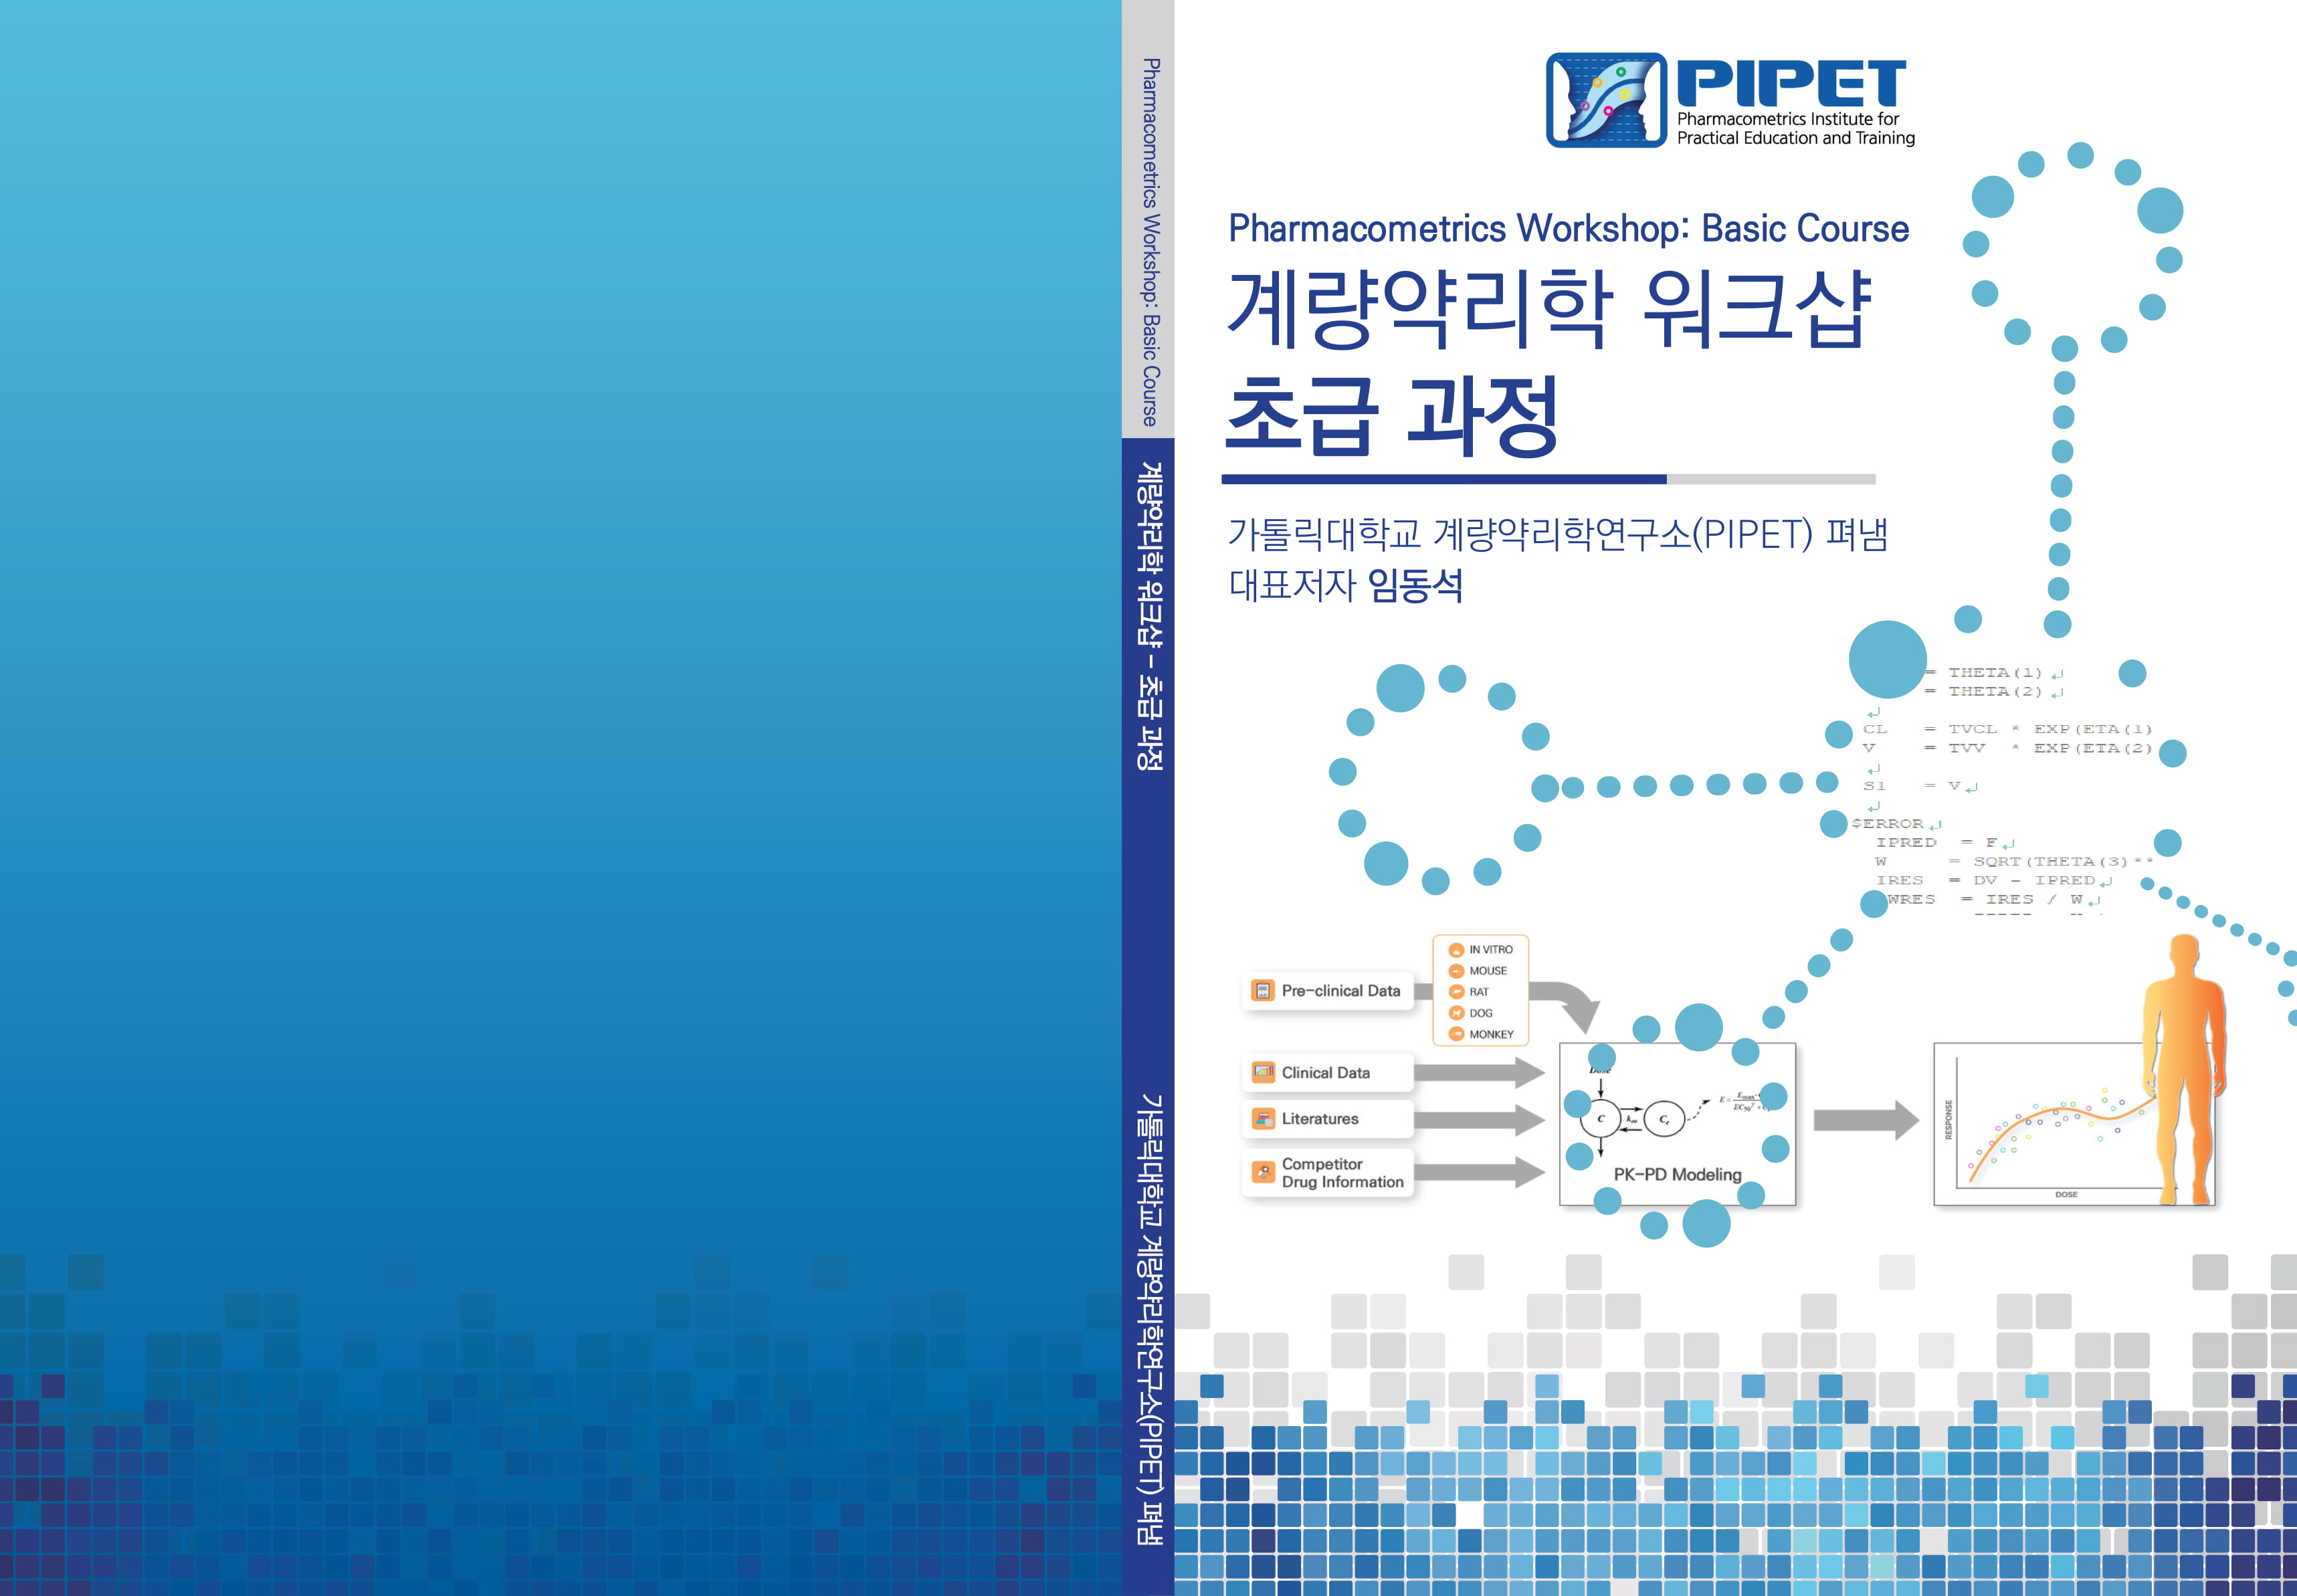 Pharmacometrics Workshop: Basic Course
계량약리학 워크샵 - 초급 과정
가톨릭대학교 계량약리학연구소(PIPET) 펴냄
PIPET
Pharmacometrics Institute for
Practical Education and Training
Pharmacometrics Workshop: Basic Course
계량약리학 워크샵
초급 과정
가톨릭대학교 계량약리학연구소(PIPET) 펴냄
대표저자 임동석
= THETA(1)
= THETA(2)
CL = TVCL * EXP(ETA(1)
V = TVV * EXP(ETA(2)
S1 = V
$ERROR
IPRED = F
W = SQRT(THETA(3)**
IRES = DV - IPRED
WRES = IRES / W
Pre-clinical Data
IN VITRO
MOUSE
RAT
DOG
MONKEY
Clinical Data
Literatures
Competitor
Drug Information
Dose
C
Ce
PK-PD Modeling
RESPONSE
DOSE